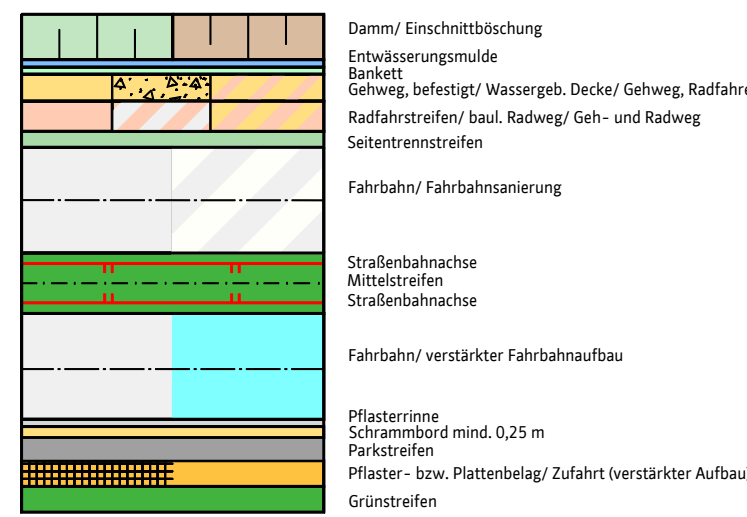 Damm/ Einschnittböschung
Entwässerungsmulde
Bankett
Gehweg, befestigt/ Wassergeb. Decke/ Gehweg, Radfahre
Radfahrstreifen/ baul. Radweg/ Geh- und Radweg
Seitentrennstreifen
Fahrbahn/ Fahrbahnsanierung
Straßenbahnachse
Mittelstreifen
Straßenbahnachse
Fahrbahn/ verstärkter Fahrbahnaufbau
Pflasterrinne
Schrammbord mind. 0,25 m
Parkstreifen
Pflaster- bzw. Plattenbelag/ Zufahrt (verstärkter Aufbau)
Grünstreifen